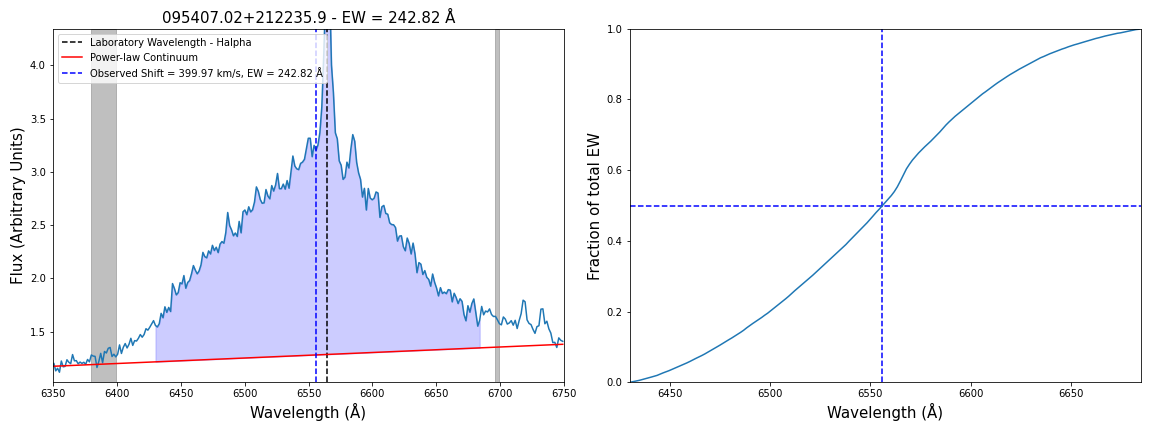 095407.02+212235.9 - EW = 242.82 Å
Laboratory Wavelength - Halpha
Power-law Continuum
Observed Shift = 399.97 km/s, EW = 242.82 Å
4.0
3.5
3.0
2.5
2.0
1.5
Flux (Arbitrary Units)
6350 6400 6450 6500 6550 6600 6650 6700 6750
Wavelength (Å)
1.0
0.8
0.6
0.4
0.2
0.0
Fraction of total EW
6450 6500 6550 6600 6650
Wavelength (Å)